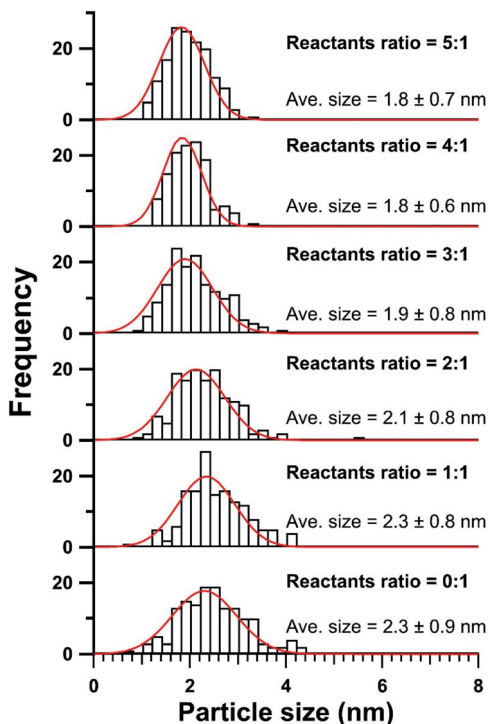 Reactants ratio = 5:1
20
Ave. size = 1.8 ± 0.7 nm
0
Reactants ratio = 4:1
20
Ave. size = 1.8 ± 0.6 nm
0
Reactants ratio = 3:1
20
Ave. size = 1.9 ± 0.8 nm
0
Reactants ratio = 2:1
20
Ave. size = 2.1 ± 0.8 nm
0
Reactants ratio = 1:1
20
Ave. size = 2.3 ± 0.8 nm
0
Reactants ratio = 0:1
20
Ave. size = 2.3 ± 0.9 nm
0
Frequency
0 2 4 6 8
Particle size (nm)